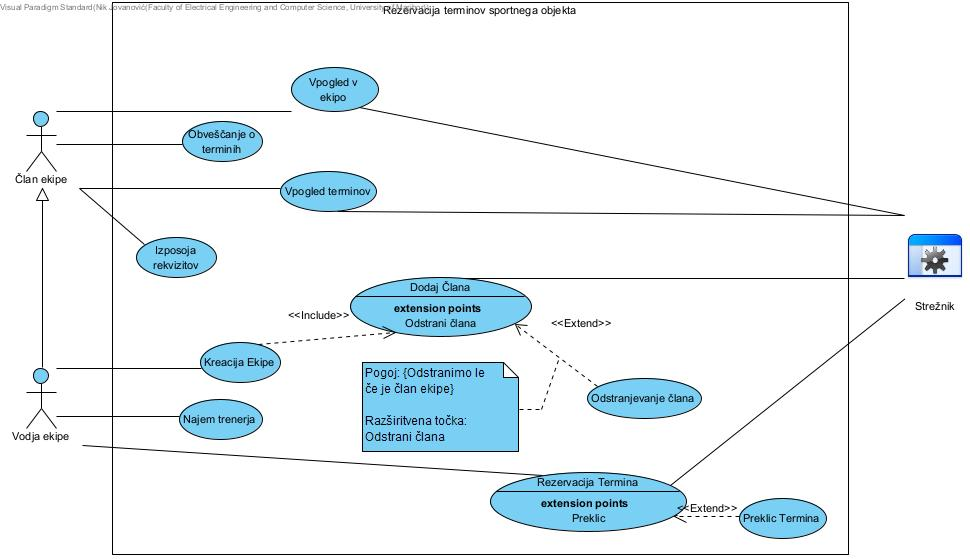 Visual Paradigm Standard(Nik Jovanović(Faculty of Electrical Engineering and Computer Science, University of Maribor))
Rezervacija terminov sportnega objekta
Vpogled v
ekipo
Obveščanje o
terminih
Član ekipe
Vpogled terminov
Izposoja
rekvizitov
Dodaj Člana
extension points
Odstrani člana
<<Include>>
<<Extend>>
Strežnik
Kreacija Ekipe
Pogoj: {Odstranimo le
če je član ekipe}
Razširitvena točka:
Odstrani člana
Odstranjevanje člana
Najem trenerja
Vodja ekipe
Rezervacija Termina
extension points
Preklic
<<Extend>>
Preklic Termina